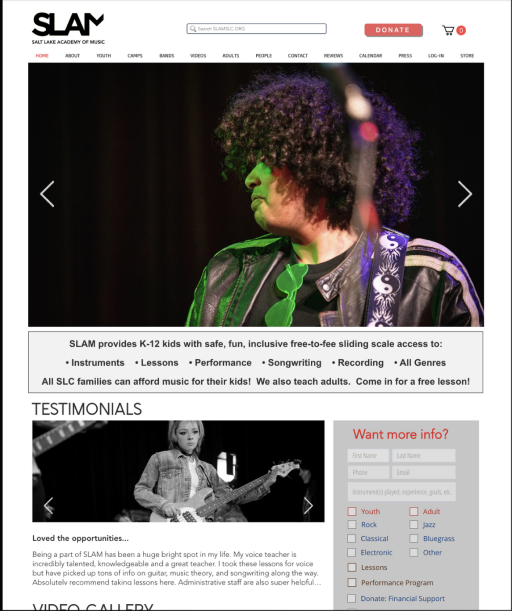 SLAM
SALT LAKE ACADEMY OF MUSIC
Search SLAMSLC.ORG
DONATE
0
HOME ABOUT YOUTH CAMPS BANDS VIDEOS ADULTS PEOPLE CONTACT REVIEWS CALENDAR PRESS LOG-IN STORE
SLAM provides K-12 kids with safe, fun, inclusive free-to-fee sliding scale access to:
• Instruments • Lessons • Performance • Songwriting • Recording • All Genres
All SLC families can afford music for their kids! We also teach adults. Come in for a free lesson!
TESTIMONIALS
Loved the opportunities...
Being a part of SLAM has been a huge bright spot in my life. My voice teacher is
incredibly talented, knowledgeable and a great teacher. I took these lessons for voice
but have picked up tons of info on guitar, music theory, and songwriting along the way.
Absolutely recommend taking lessons here. Administrative staff are also super helpful...
VIDEO GALLERY
Want more info?
First Name Last Name
Phone Email
Instrument(s) played, experience, goals, etc.
Youth Adult
Rock Jazz
Classical Bluegrass
Electronic Other
Lessons
Performance Program
Donate: Financial Support